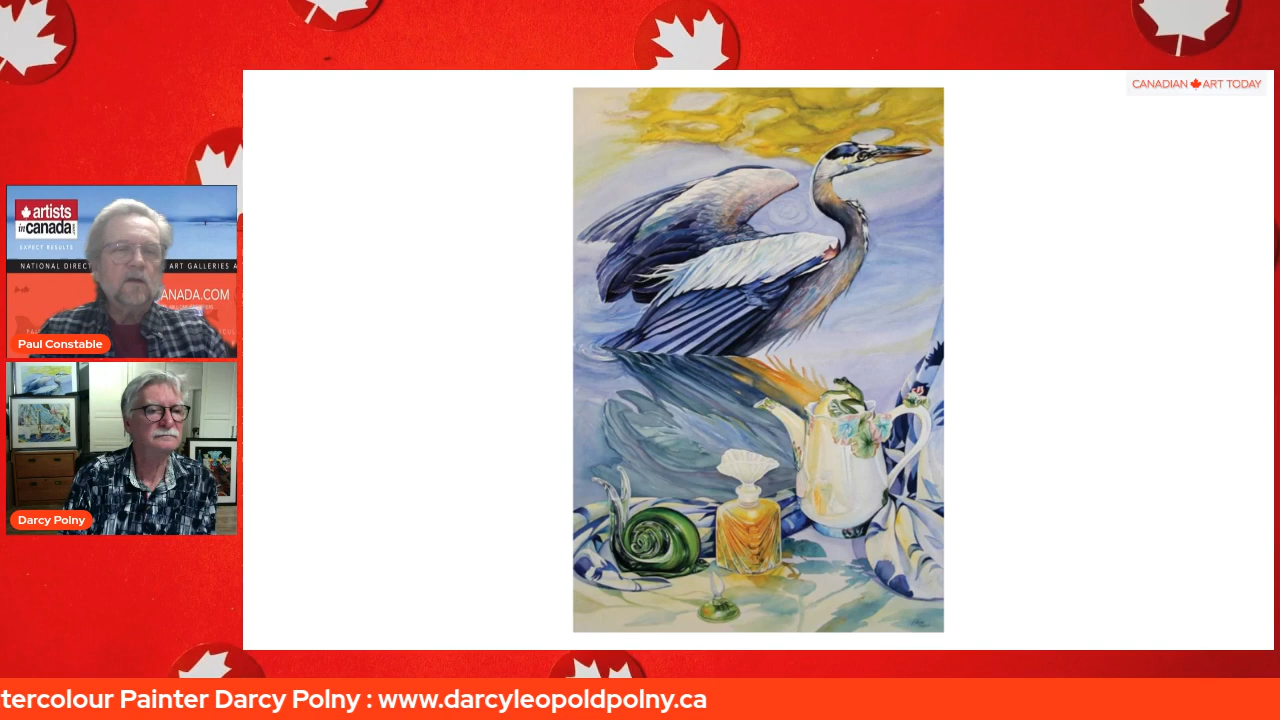 CANADIAN ART TODAY
artists
in canada.com
EXPECT RESULTS
NATIONAL DIRECT ART GALLERIES A
ANADA.COM
Paul Constable
Darcy Polny
tercolour Painter Darcy Polny : www.darcyleopoldpolny.ca